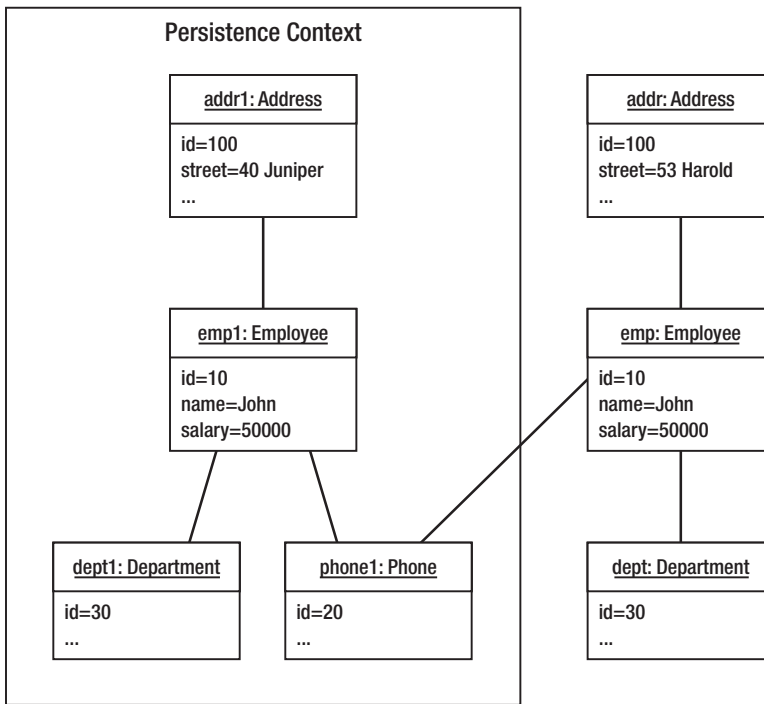 Persistence Context
addr1: Address
id=100
street=40 Juniper
...
addr: Address
id=100
street=53 Harold
...
emp1: Employee
id=10
name=John
salary=50000
emp: Employee
id=10
name=John
salary=50000
dept1: Department
id=30
...
phone1: Phone
id=20
...
dept: Department
id=30
...